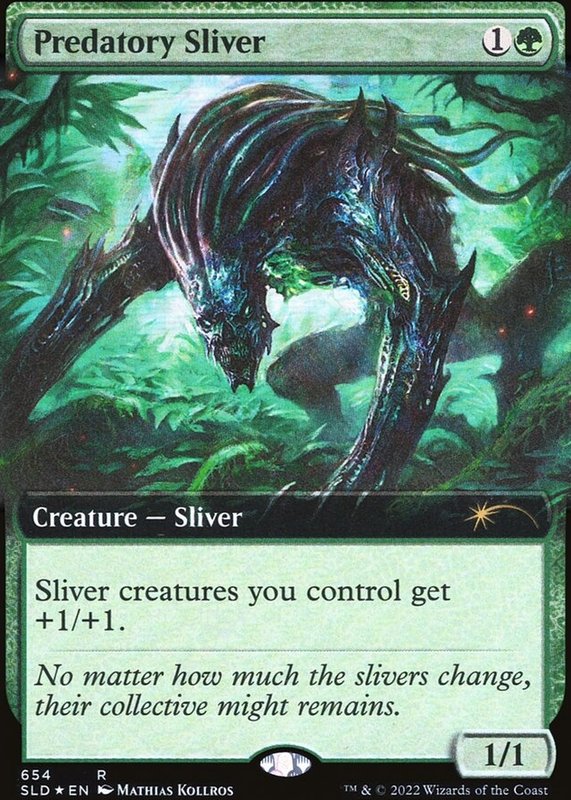 Predatory Sliver 1
Creature — Sliver
Sliver creatures you control get
+1/+1.
No matter how much the slivers change,
their collective might remains.
1/1
654 R
SLD ★ EN Mathias Kollros
™ & © 2022 Wizards of the Coast